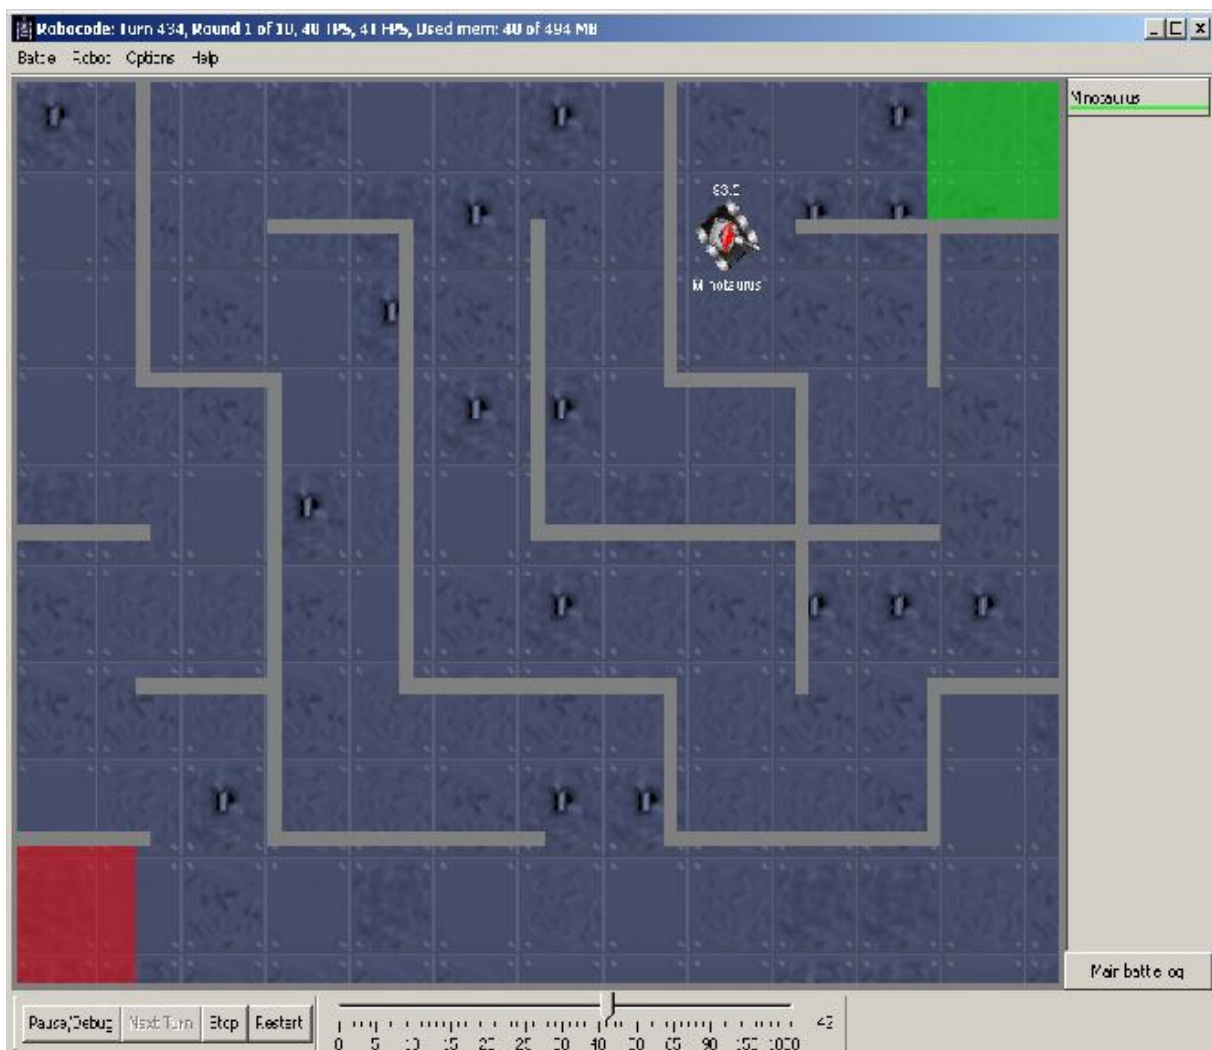 Robocode: Turn 434, Round 1 of 10, 40 TPS, 41 FPS, Used mem: 40 of 494 MB
Battle Robot Options Help
Minotaurus
Minotaurus
Main battle log
Pause/Debug Next Turn Stop Restart
42
0 5 10 15 20 25 30 40 50 65 90 150 1000